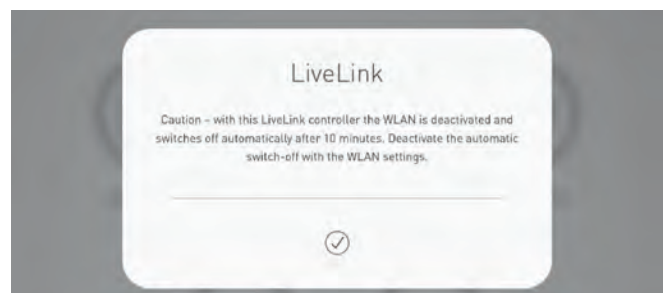 LiveLink
Caution – with this LiveLink controller the WLAN is deactivated and
switches off automatically after 10 minutes. Deactivate the automatic
switch-off with the WLAN settings.